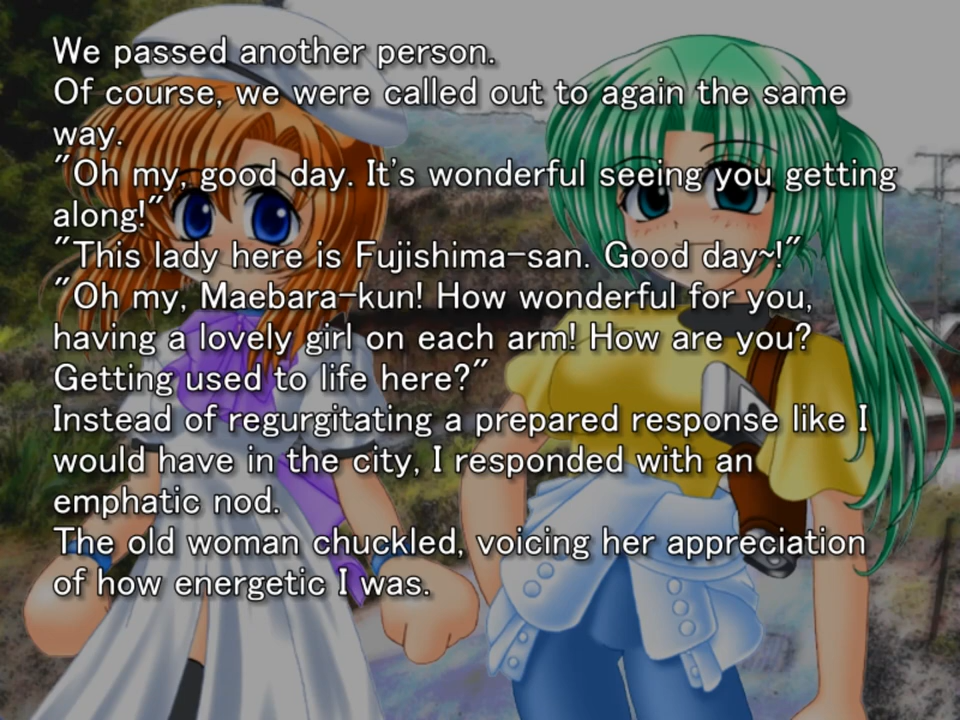 We passed another person.
Of course, we were called out to again the same
way.
"Oh my, good day. It's wonderful seeing you getting
along!"
"This lady here is Fujishima-san. Good day~!"
"Oh my, Maebara-kun! How wonderful for you,
having a lovely girl on each arm! How are you?
Getting used to life here?"
Instead of regurgitating a prepared response like I
would have in the city, I responded with an
emphatic nod.
The old woman chuckled, voicing her appreciation
of how energetic I was.